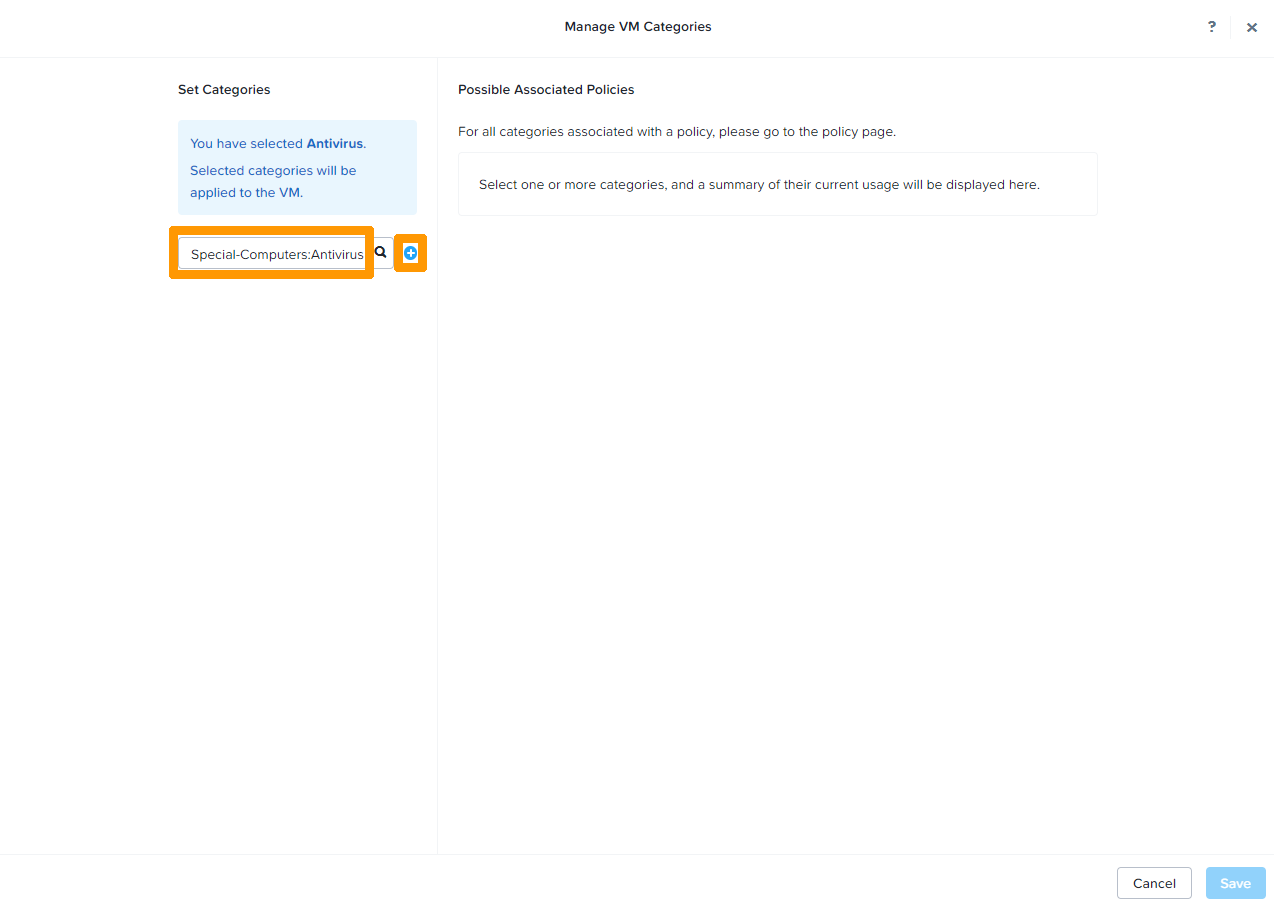 Manage VM Categories
?
Set Categories
You have selected Antivirus.
Selected categories will be
applied to the VM.
Special-Computers:Antivirus
Possible Associated Policies
For all categories associated with a policy, please go to the policy page.
Select one or more categories, and a summary of their current usage will be displayed here.
Cancel
Save